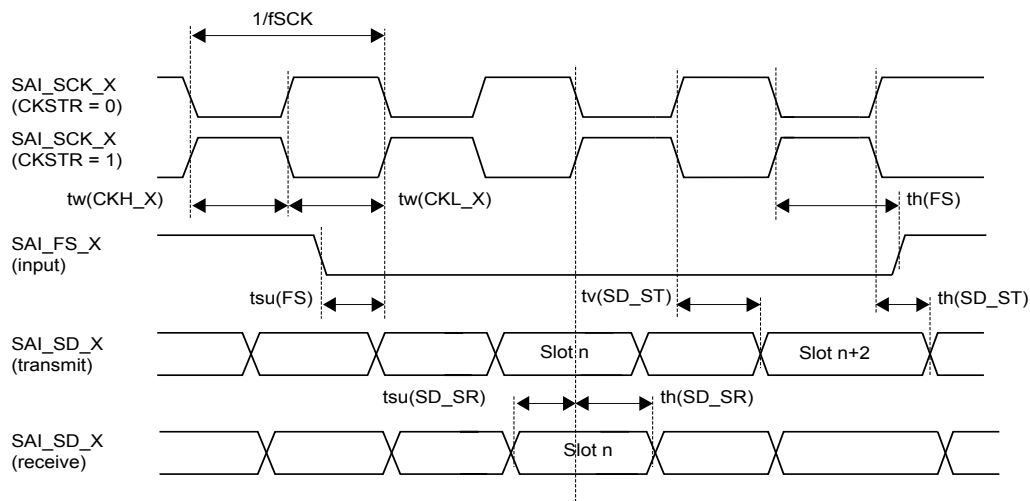 1/fSCK
SAI_SCK_X
(CKSTR = 0)
SAI_SCK_X
(CKSTR = 1)
tw(CKH_X)
tw(CKL_X)
th(FS)
SAI_FS_X
(input)
tsu(FS)
tv(SD_ST)
th(SD_ST)
SAI_SD_X
(transmit)
Slot n
Slot n+2
tsu(SD_SR)
th(SD_SR)
SAI_SD_X
(receive)
Slot n